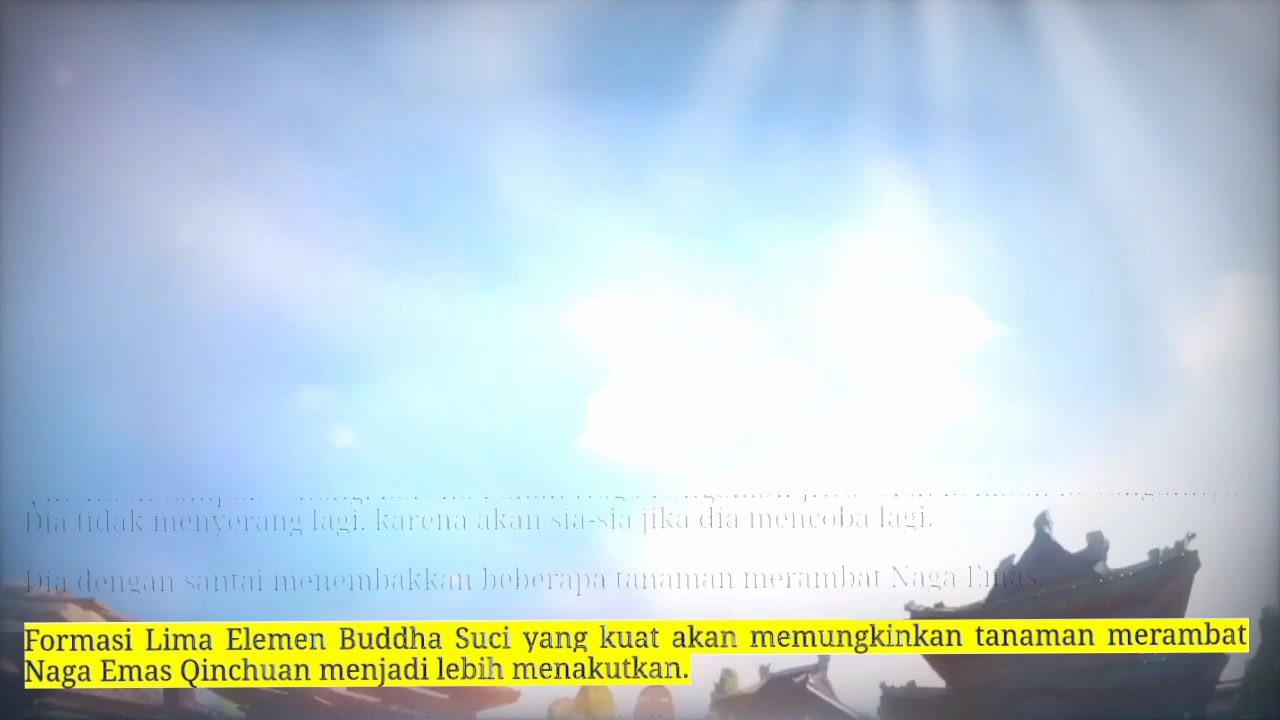 Dia tidak menyerang lagi, karena akan sia-sia jika dia mencoba lagi.
Dia dengan santai menembakkan beberapa tanaman merambat Naga Emas.
Formasi Lima Elemen Buddha Suci yang kuat akan memungkinkan tanaman merambat
Naga Emas Qinchuan menjadi lebih menakutkan.